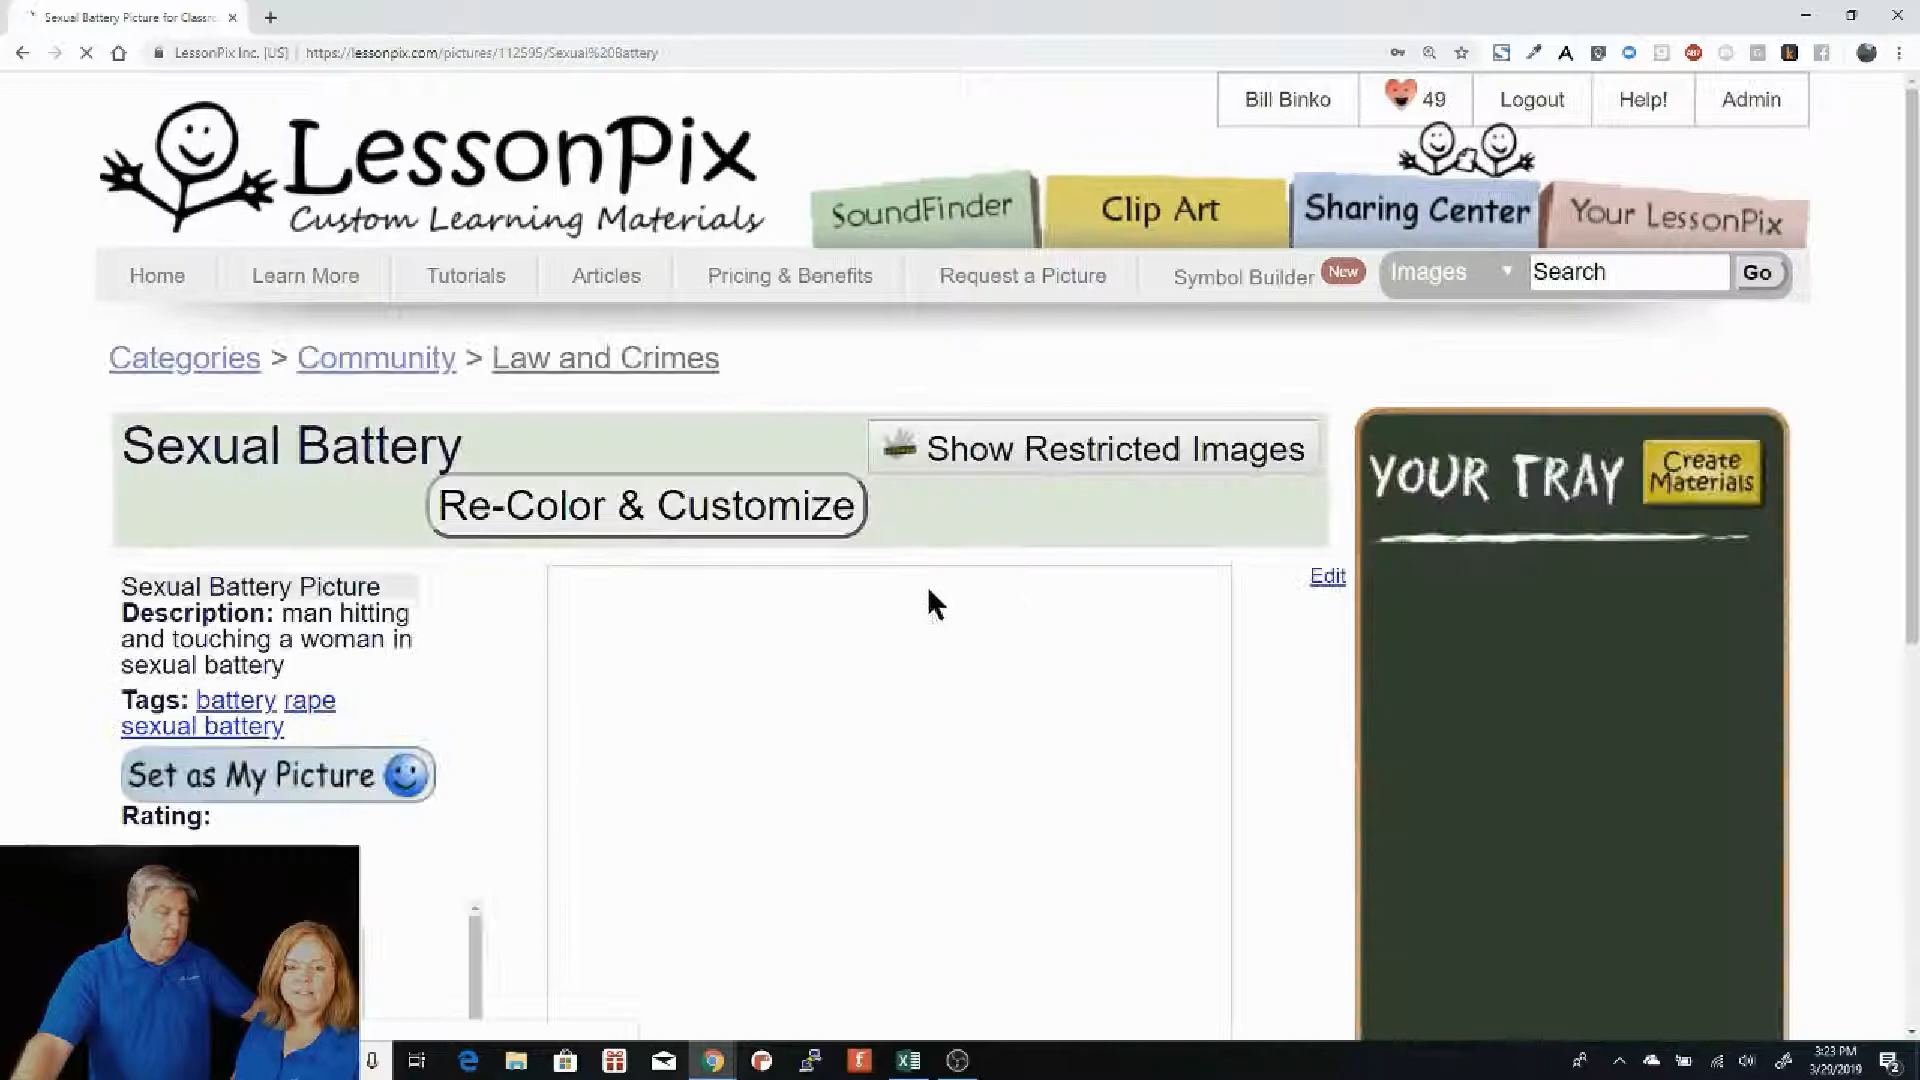 Sexual Battery Picture for Classro
LessonPix Inc. [US] | https://lessonpix.com/pictures/112595/Sexual%20Battery
Bill Binko
49
Logout
Help!
Admin
LessonPix
Custom Learning Materials
SoundFinder
Clip Art
Sharing Center
Your LessonPix
Home
Learn More
Tutorials
Articles
Pricing & Benefits
Request a Picture
Symbol Builder New
Images
Search
Go
Categories > Community > Law and Crimes
Sexual Battery
Show Restricted Images
Re-Color & Customize
YOUR TRAY
Create
Materials
Sexual Battery Picture
Description: man hitting
and touching a woman in
sexual battery
Edit
Tags: battery rape
sexual battery
Set as My Picture
Rating:
3:23 PM
3/29/2019